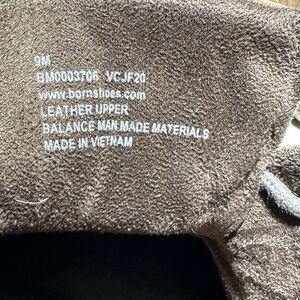 9M
BM0003706 VCJF20
www.bornshoes.com
LEATHER UPPER
BALANCE MAN MADE MATERIALS
MADE IN VIETNAM